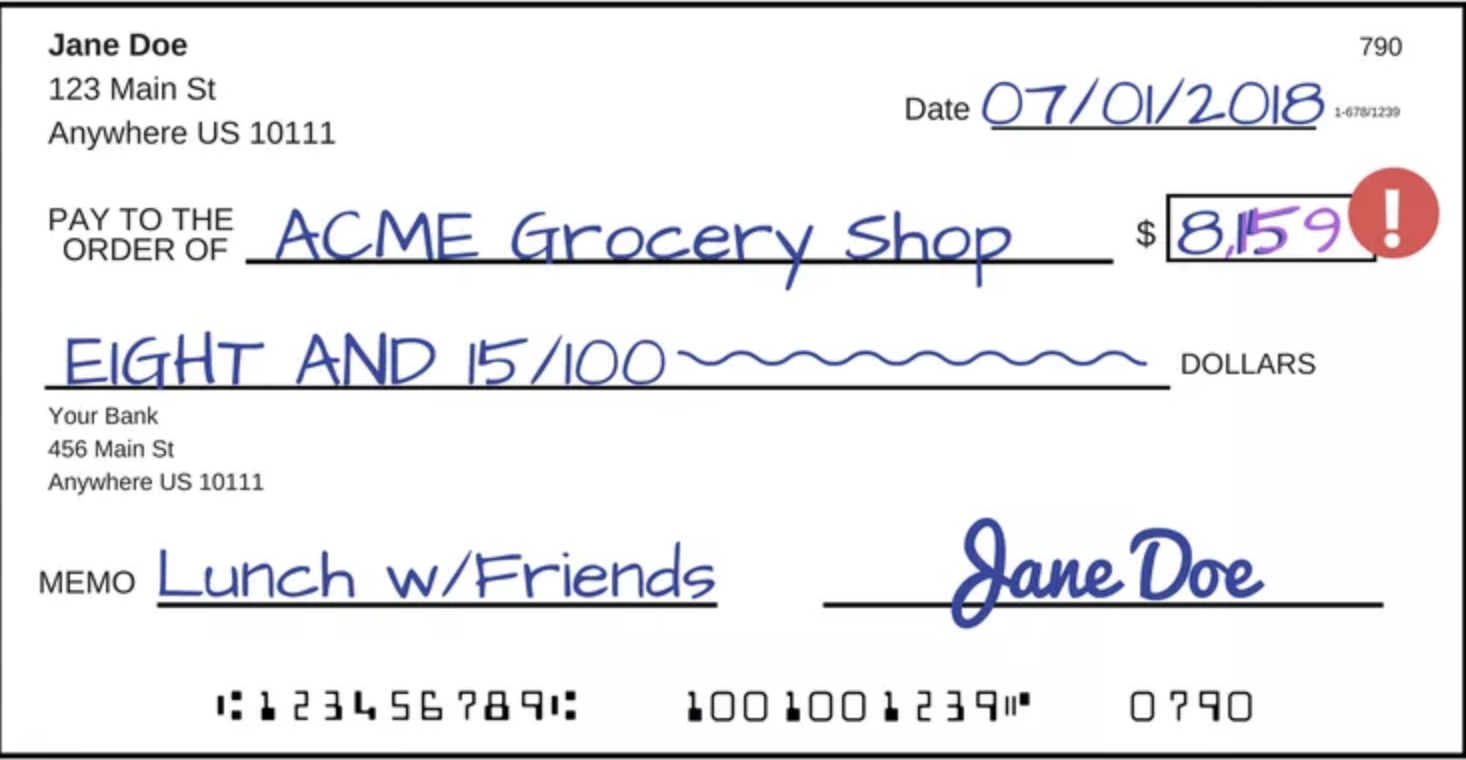 Jane Doe
790
123 Main St
Date 07/01/2018 1-678/1239
Anywhere US 10111
PAY TO THE
ORDER OF ACME Grocery Shop $ 8,159
!
EIGHT AND 15/100 DOLLARS
Your Bank
456 Main St
Anywhere US 10111
MEMO Lunch w/Friends Jane Doe
⑆123456789⑆ 1001001239⑈ 0790